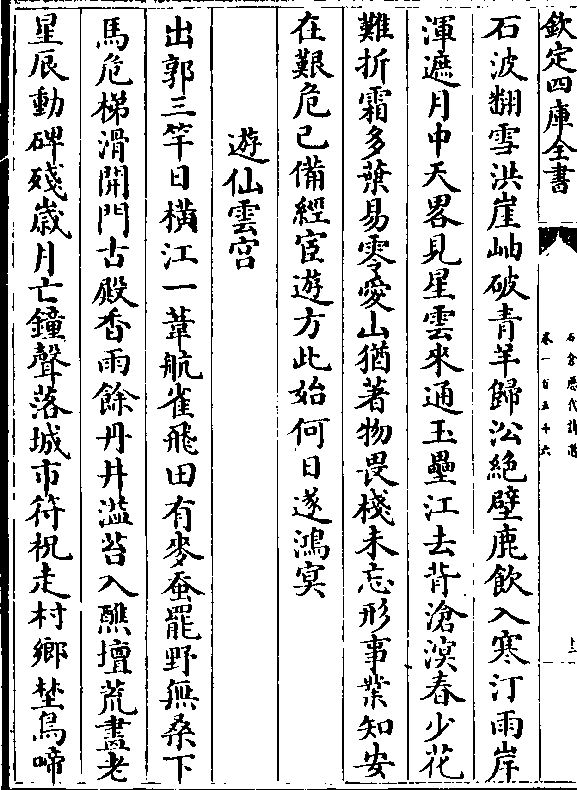 欽定四庫全書
石倉歷代詩選
卷一百五十六
石波翻雪洪崖岫破青羊歸㳂絶壁鹿飲入寒汀雨岸
渾遮月中天畧見星雲來通玉壘江去背滄溟春少花
難折霜多葉易零愛山猶著物畏棧未忘形事業知安
在艱危已備經宦遊方此始何日遂鴻冥
遊仙雲宫
出郭三竿日橫江一葦航雀飛田有麥蚕罷野無桑下
馬危梯滑開門古殿香雨餘丹井溢苔入醮壇荒畫老
星辰動碑殘歲月亡鐘聲落城市符祝走村鄉埜鳥啼